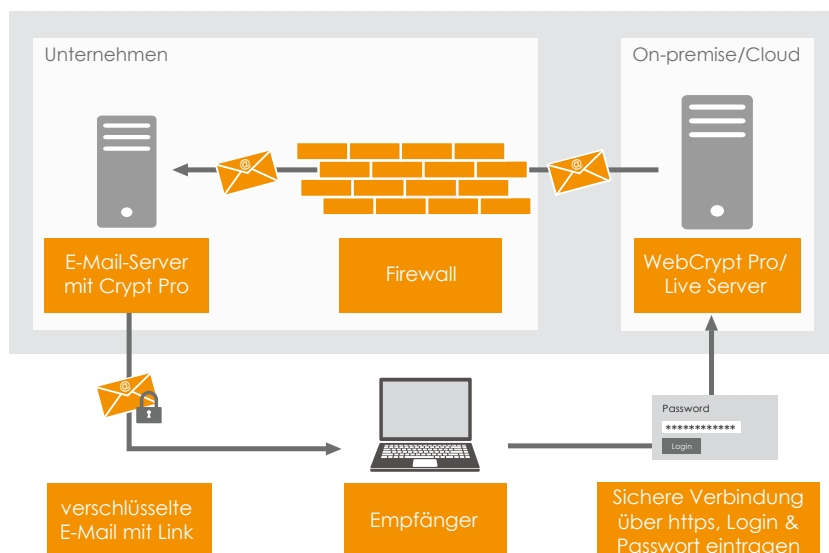 Unternehmen
On-premise/Cloud
@
@
E-Mail-Server
mit Crypt Pro
Firewall
WebCrypt Pro/
Live Server
@
Password
************
Login
verschlüsselte
E-Mail mit Link
Empfänger
Sichere Verbindung
über https, Login &
Passwort eintragen